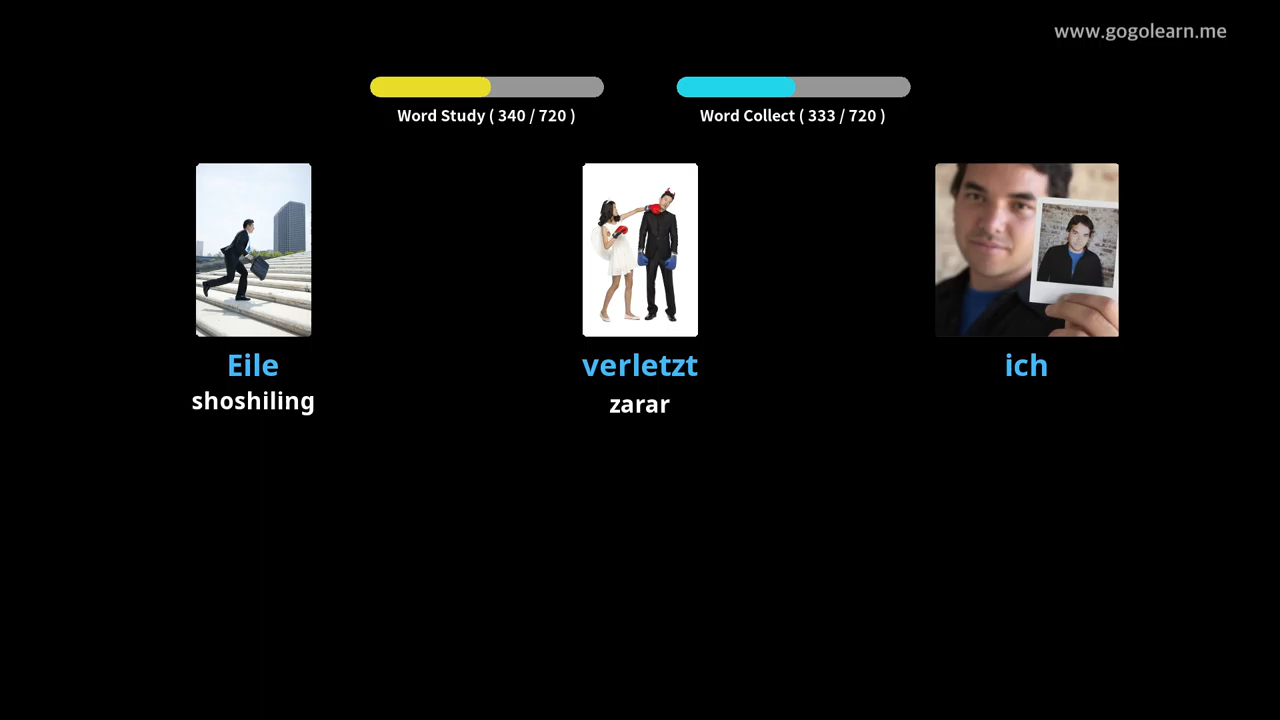 www.gogolearn.me
Word Study ( 340 / 720 )
Word Collect ( 333 / 720 )
Eile
verletzt
ich
shoshiling
zarar